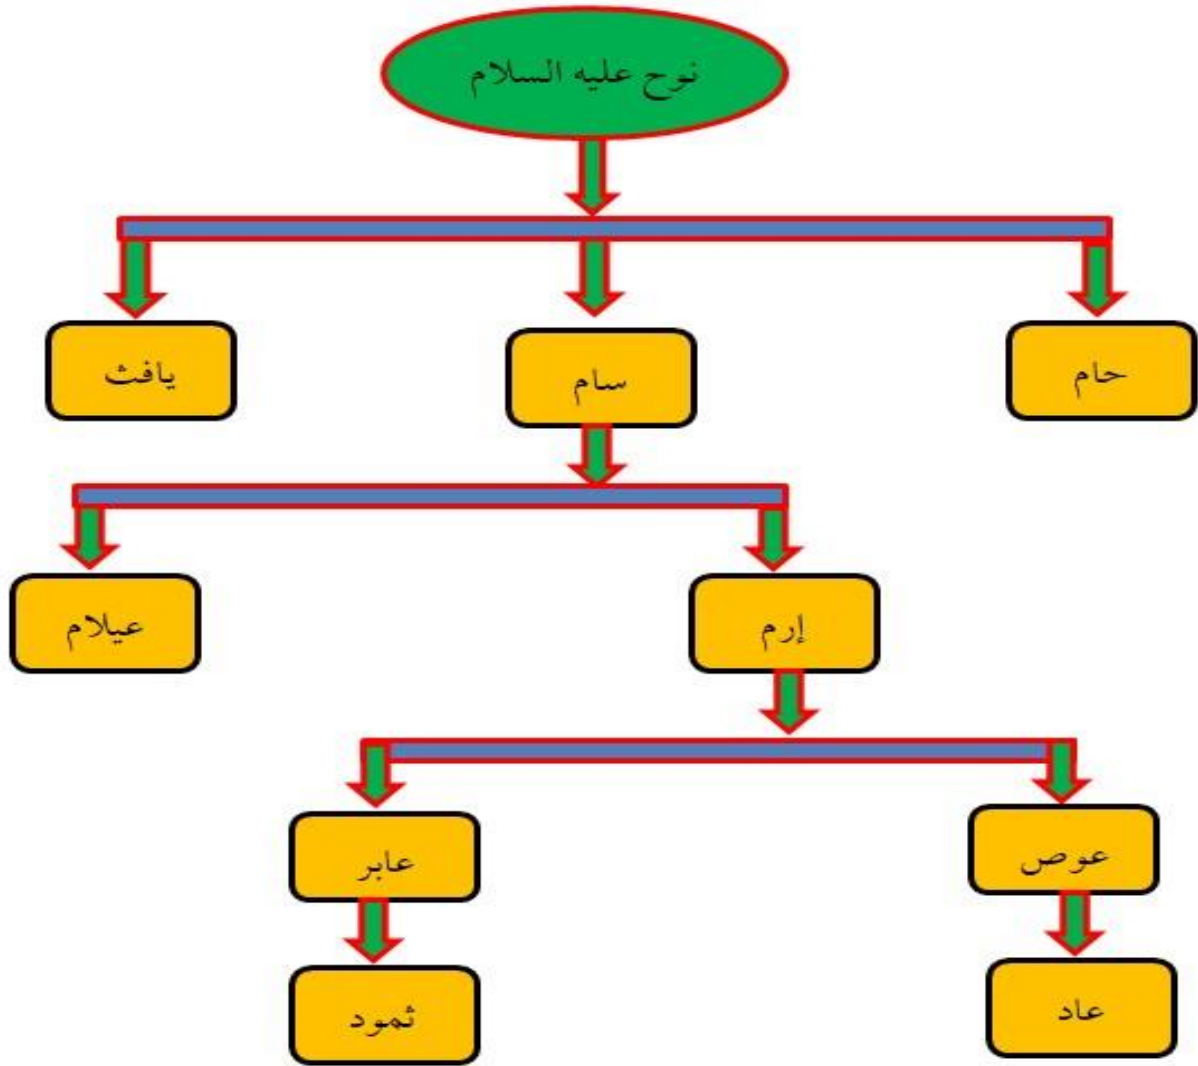 نوح عليه السلام
حام
سام
يافث
إرم
عيلام
عوص
عابر
عاد
ثمود